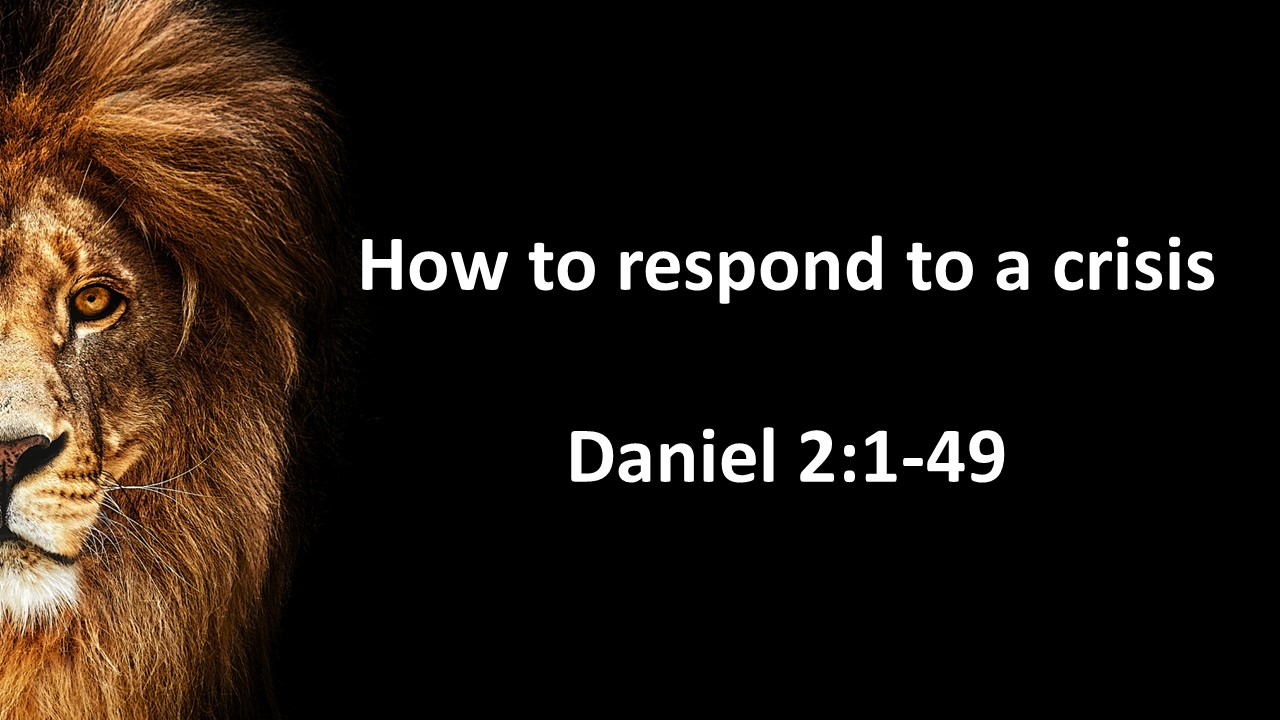 How to respond to a crisis
Daniel 2:1-49